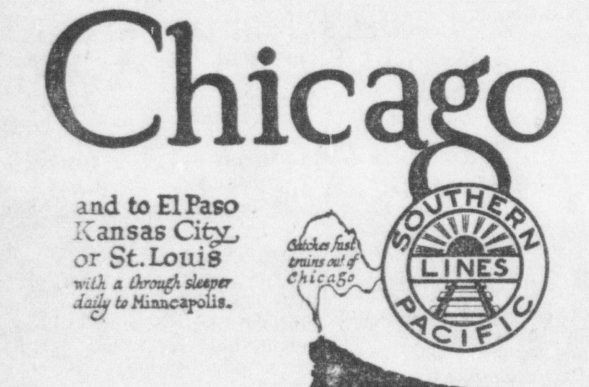 Chicago
and to El Paso
Kansas City
or St. Louis
with a through sleeper
daily to Minneapolis.
Catches fast
trains out of
Chicago
SOUTHERN
LINES
PACIFIC